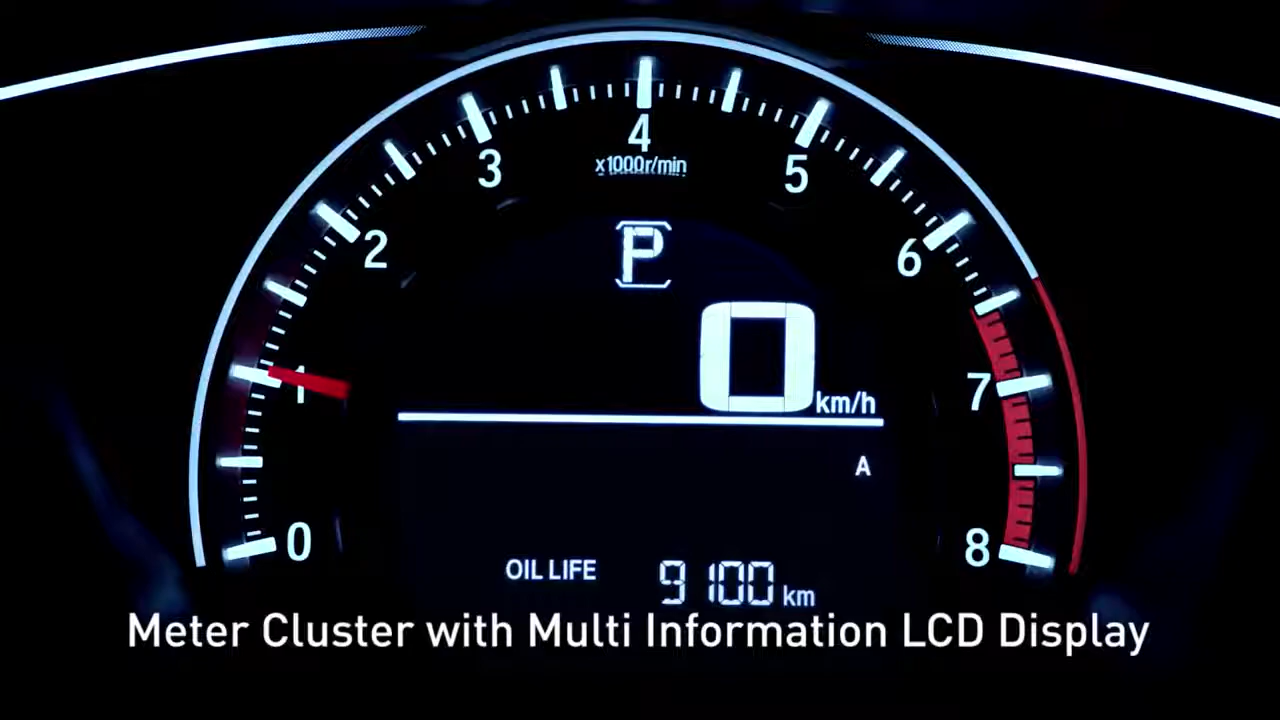 4
3
5
x1000r/min
2
P
6
0
km/h
1
7
A
0
8
OIL LIFE
9100 km
Meter Cluster with Multi Information LCD Display